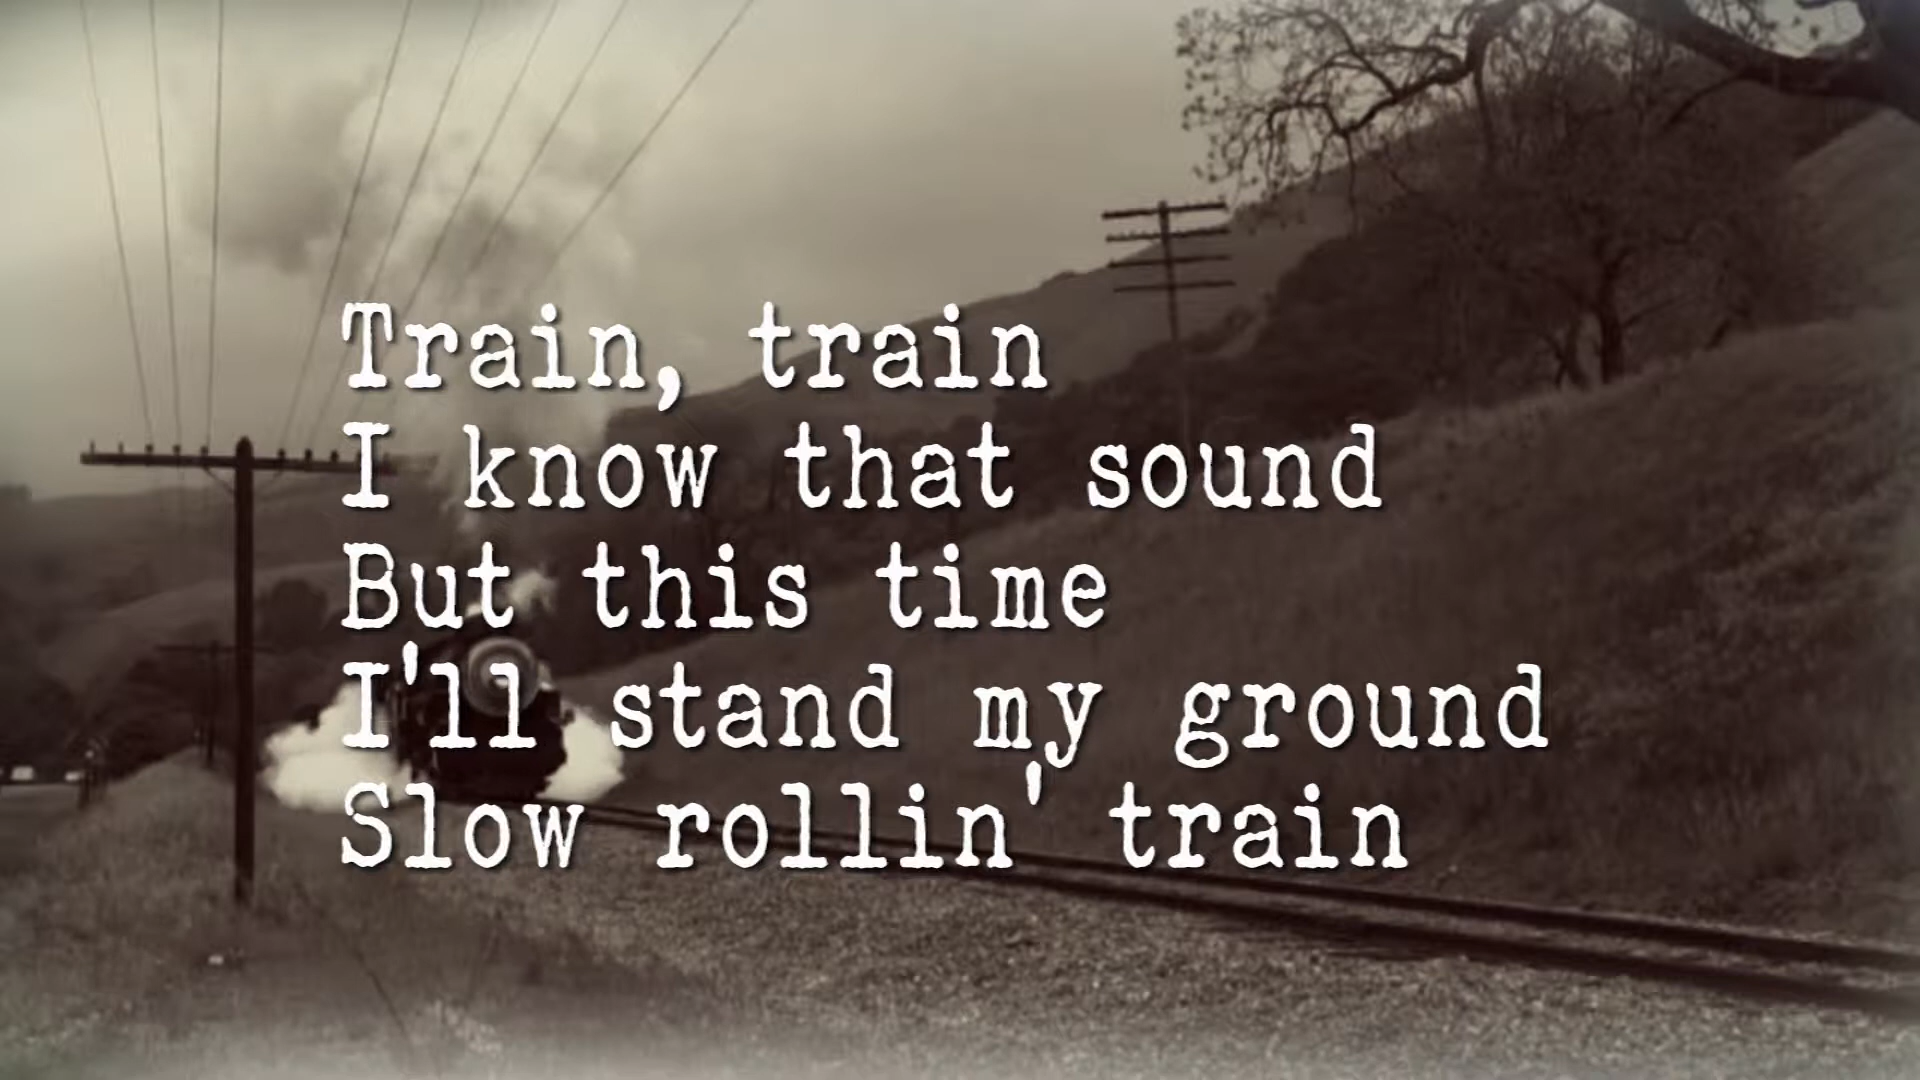 Train, train
I know that sound
But this time
I'll stand my ground
Slow rollin' train